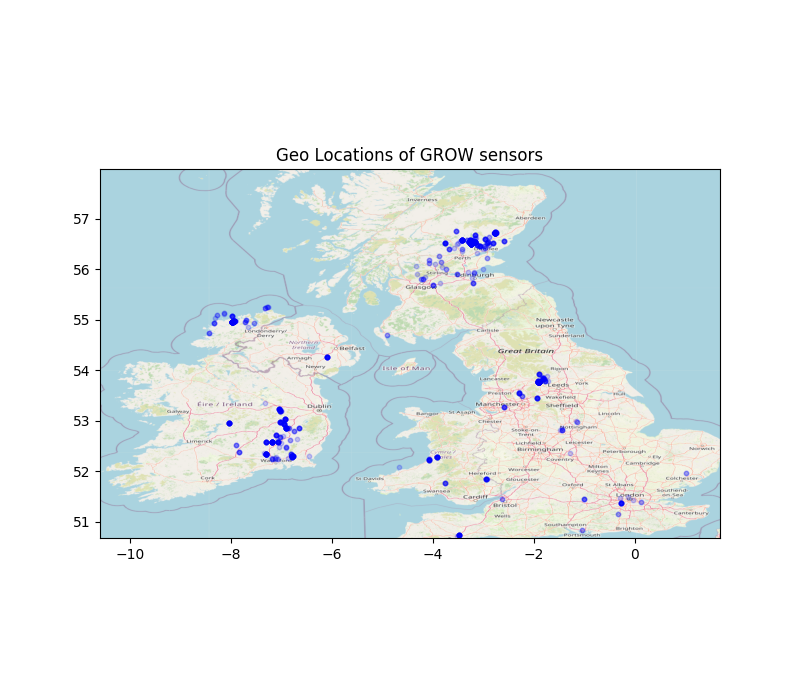 Geo Locations of GROW sensors
57
56
55
54
53
52
51
−10
−8
−6
−4
−2
0
Inverness
Aberdeen
Perth
Glasgow
Londonderry/
Derry
Northern
Ireland
Belfast
Armagh
Newry
Carlisle
Newcastle
upon Tyne
Sunderland
Great Britain
Isle of Man
Lancaster
Ripon
York
Leeds
Preston
Wakefield
Hull
Manchester
Sheffield
Chester
Lincoln
Bangor
St Asaph
Stoke-on-
Trent
Nottingham
Lichfield
Leicester
Birmingham
Peterborough
Ely
Norwich
Coventry
Cambridge
Worcester
Milton
Keynes
Hereford
Gloucester
Oxford
St Albans
Colchester
Southend
-on-Sea
London
Canterbury
St Davids
Swansea
Cardiff
Bristol
Wells
Southampton
Portsmouth
Brighton
Éire / Ireland
Galway
Dublin
Limerick
Cork